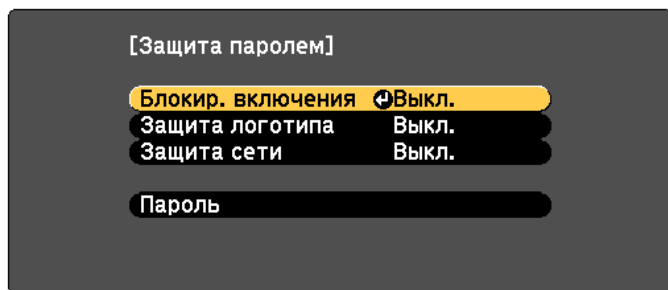 [Защита паролем]
Блокир. включения Выкл.
Защита логотипа Выкл.
Защита сети Выкл.
Пароль